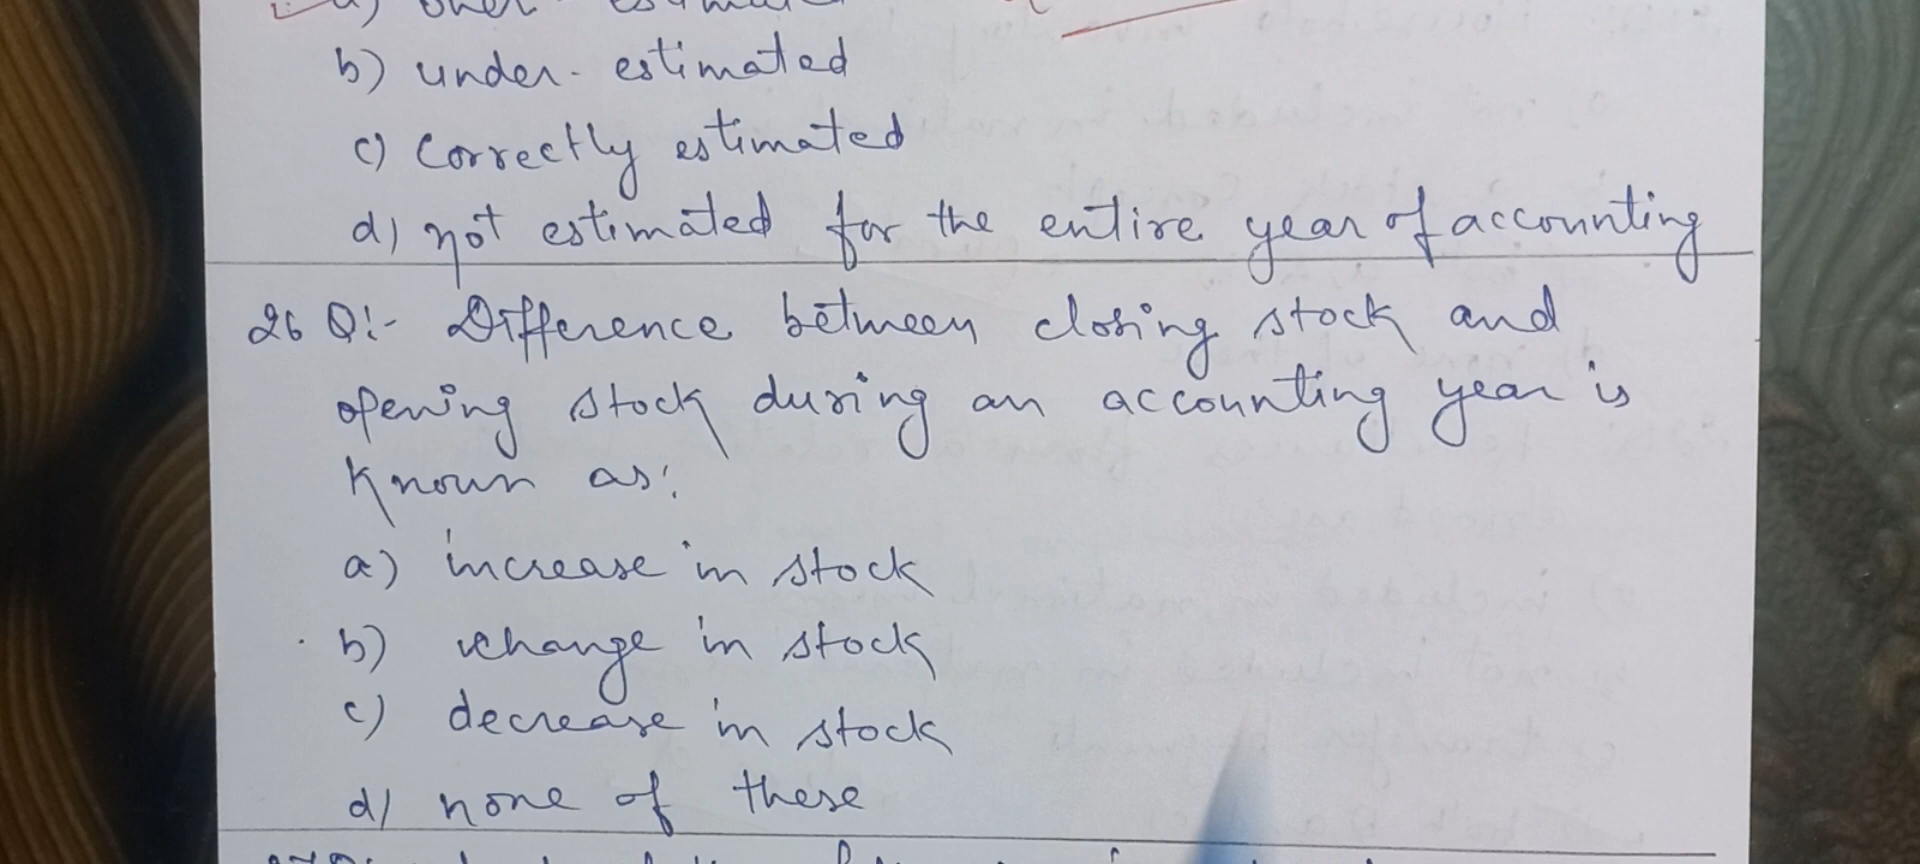 a) over estimated
b) under- estimated
c) Correctly estimated
d) not estimated for the entire year of accounting
26 Q:- Difference between closing stock and
opening stock during an accounting year is
known as:
a) increase in stock
b) change in stock
c) decrease in stock
d) none of these